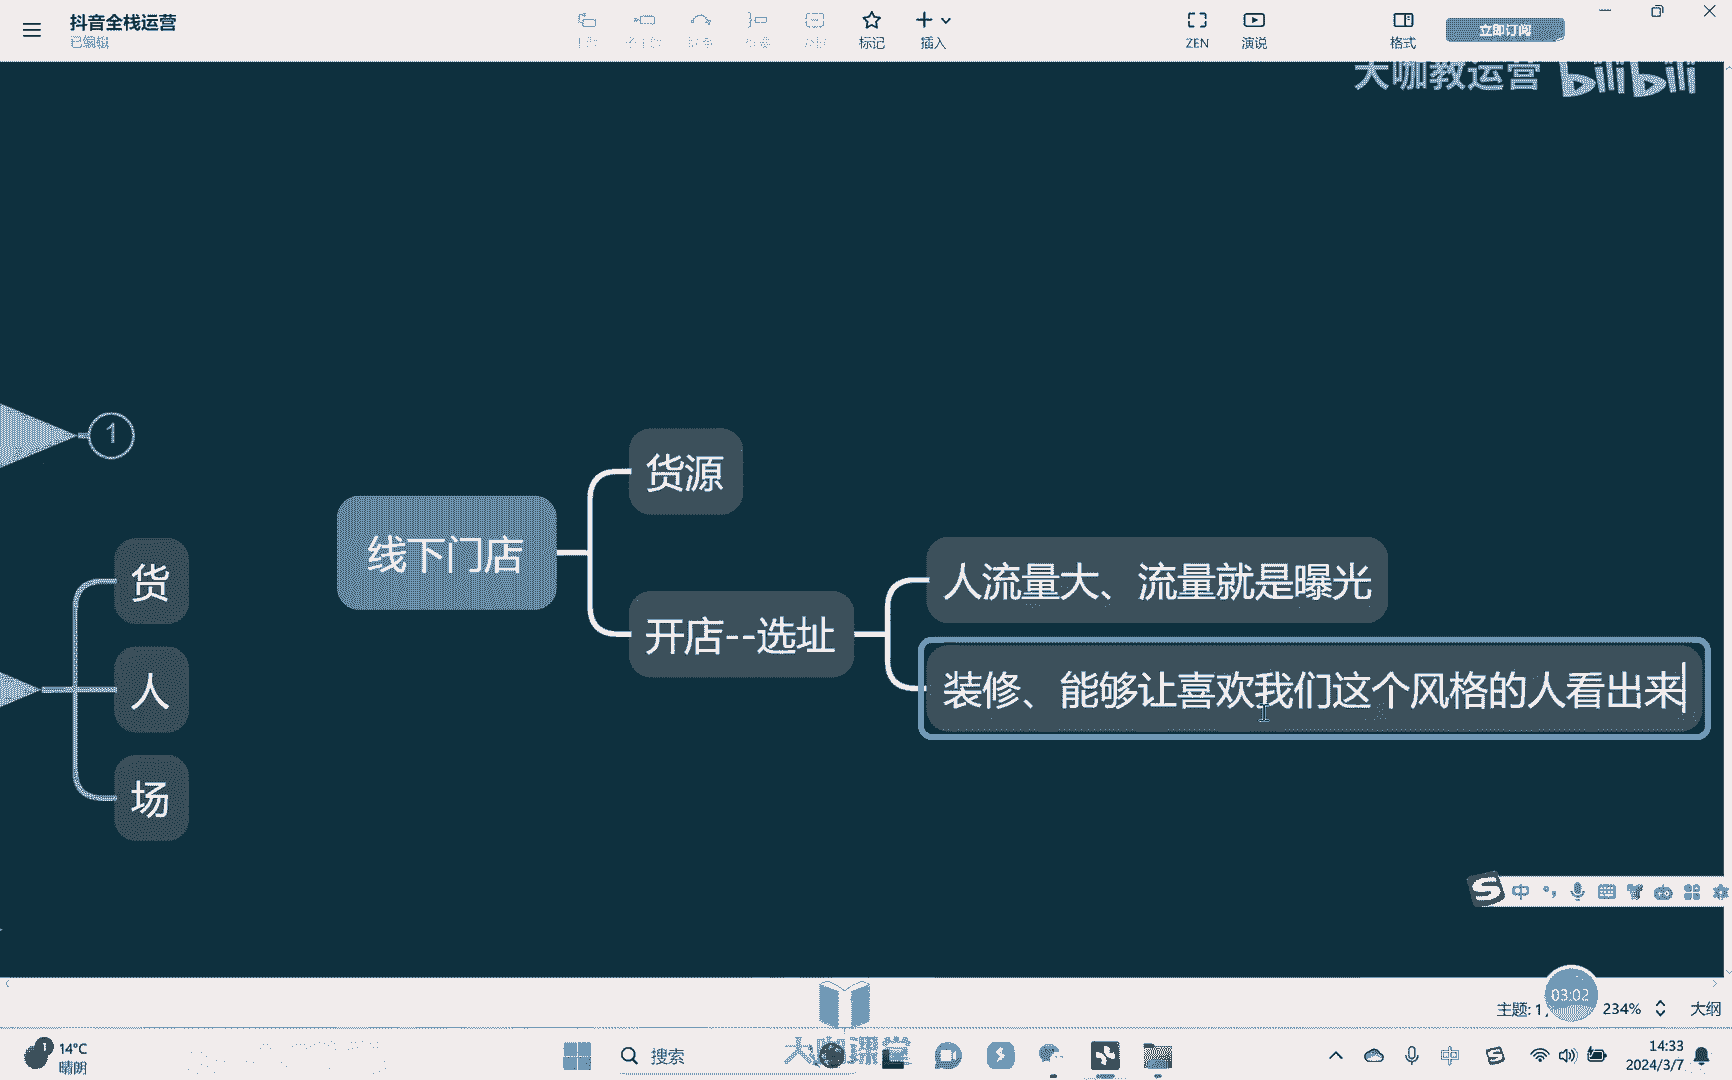 抖音全栈运营
已编辑
标记
插入
ZEN
演说
格式
立即订阅
大咖教运营 bilibili
1
货源
线下门店
货
人流量大、流量就是曝光
开店--选址
人
装修、能够让喜欢我们这个风格的人看出来
场
中
03:02
主题: 1
234%
大纲
1
14°C
晴朗
搜索
大咖课堂
中
14:33
2024/3/7